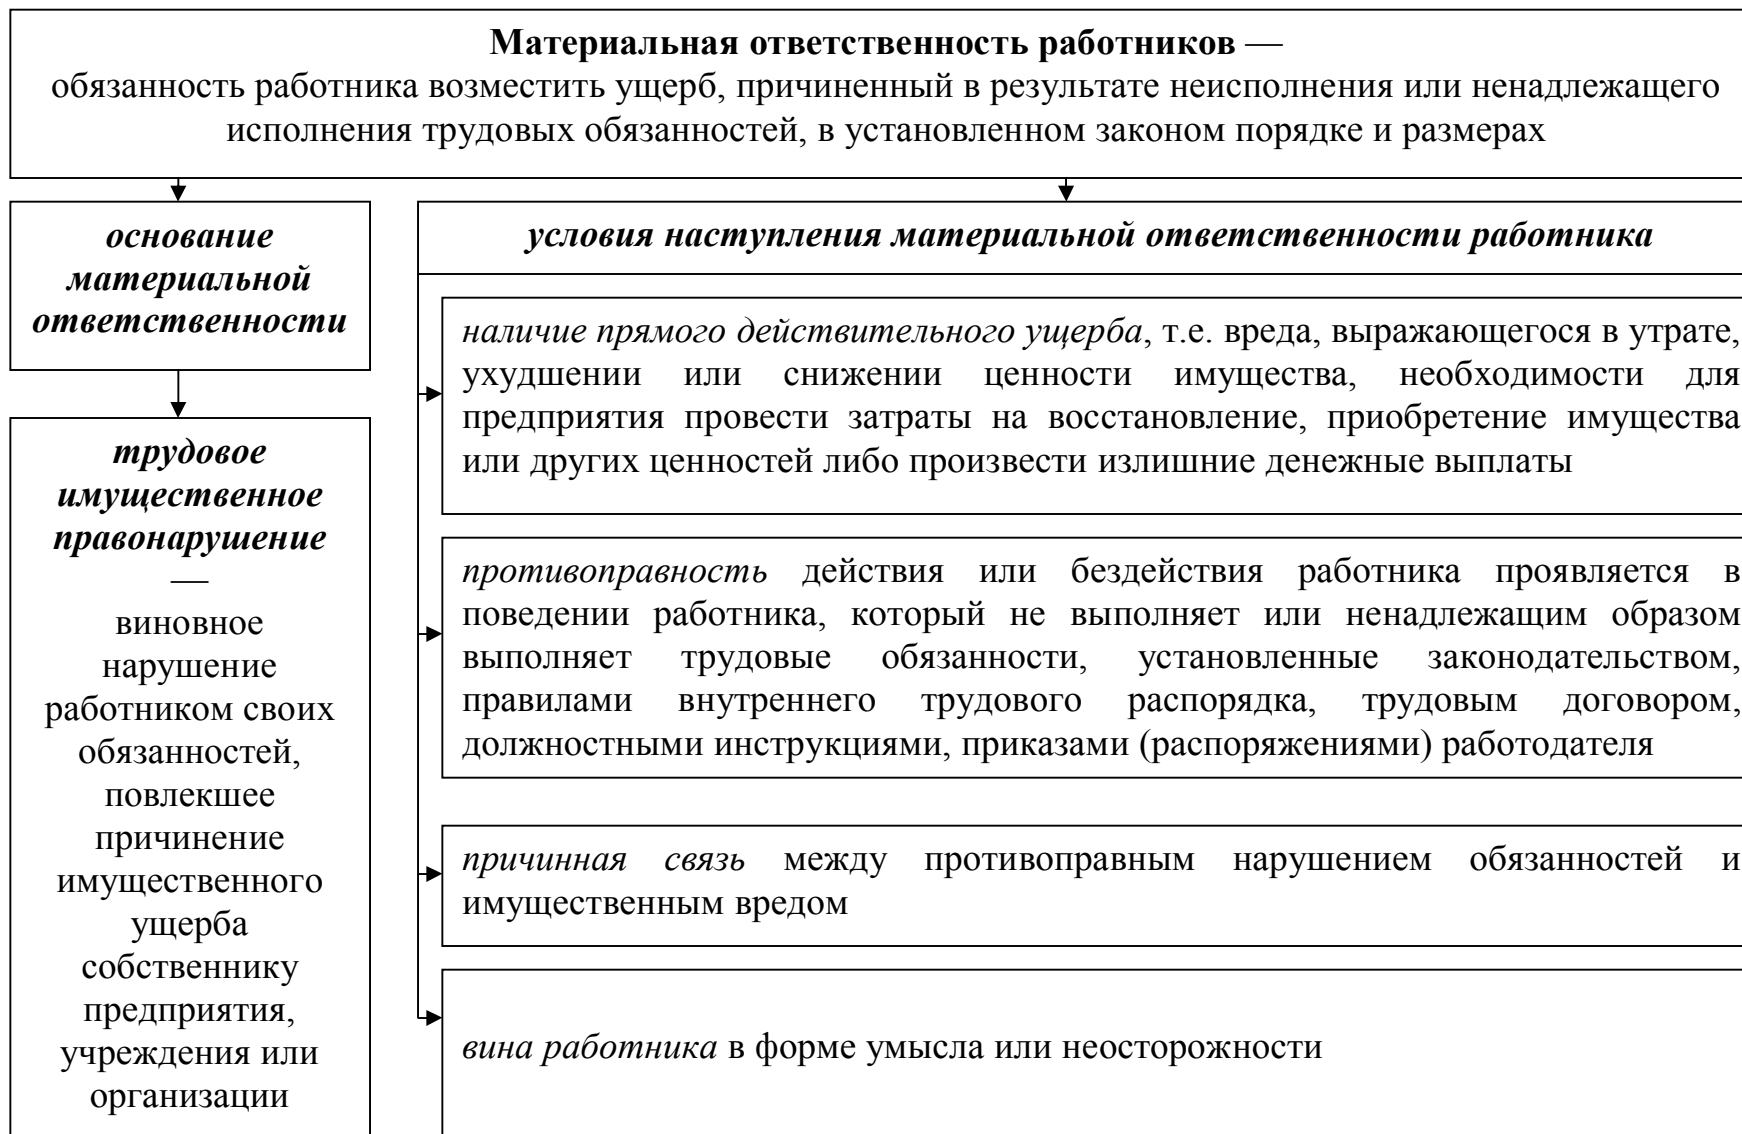 Материальная ответственность работников —
обязанность работника возместить ущерб, причиненный в результате неисполнения или ненадлежащего
исполнения трудовых обязанностей, в установленном законом порядке и размерах
основание
материальной
ответственности
трудовое
имущественное
правонарушение
—
виновное
нарушение
работником своих
обязанностей,
повлекшее
причинение
имущественного
ущерба
собственнику
предприятия,
учреждения или
организации
условия наступления материальной ответственности работника
наличие прямого действительного ущерба, т.е. вреда, выражающегося в утрате,
ухудшении или снижении ценности имущества, необходимости для
предприятия провести затраты на восстановление, приобретение имущества
или других ценностей либо произвести излишние денежные выплаты
противоправность действия или бездействия работника проявляется в
поведении работника, который не выполняет или ненадлежащим образом
выполняет трудовые обязанности, установленные законодательством,
правилами внутреннего трудового распорядка, трудовым договором,
должностными инструкциями, приказами (распоряжениями) работодателя
причинная связь между противоправным нарушением обязанностей и
имущественным вредом
вина работника в форме умысла или неосторожности